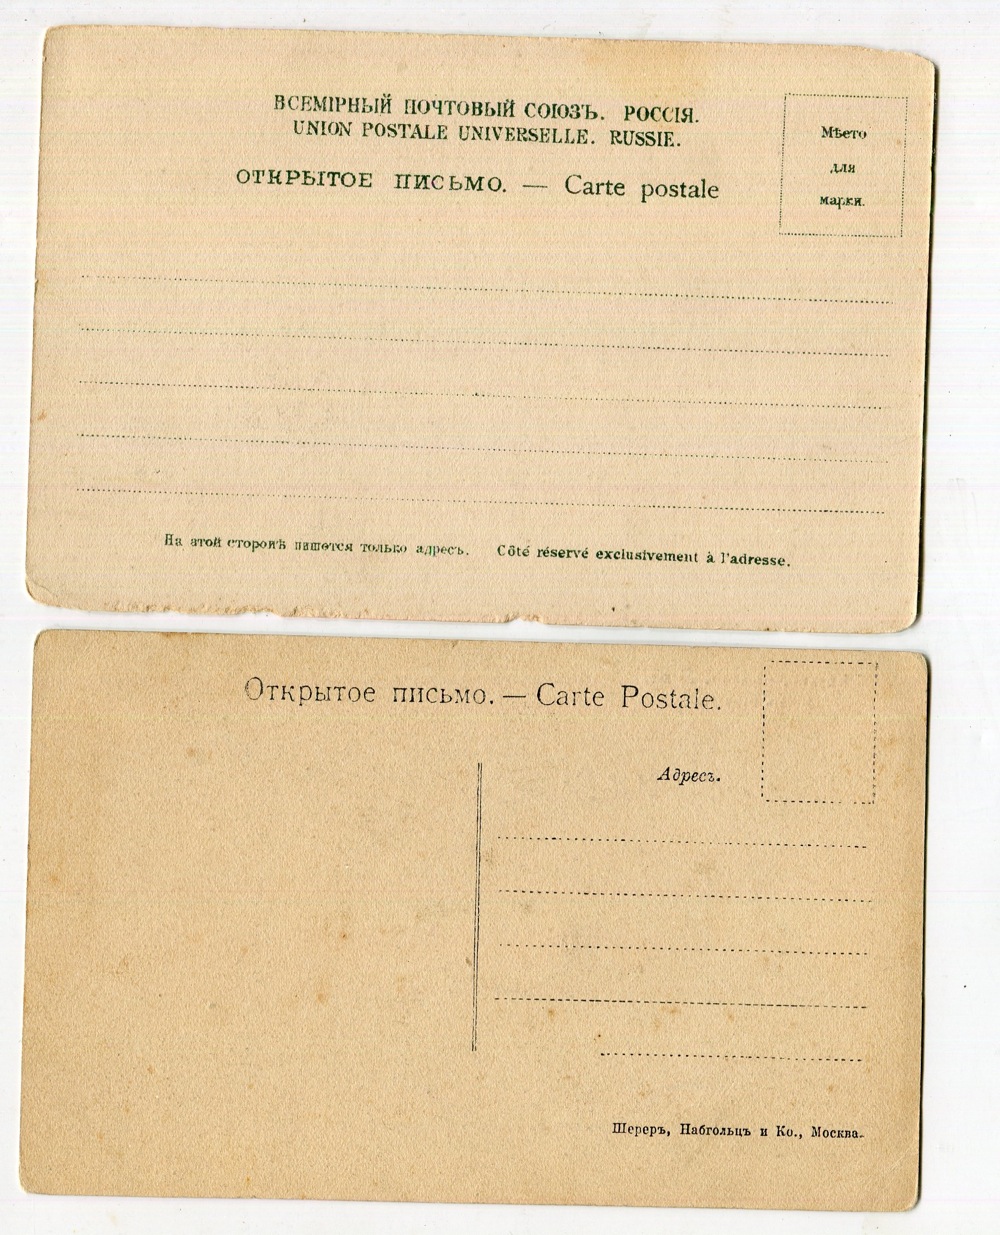 ВСЕМІРНЫЙ ПОЧТОВЫЙ СОЮЗЪ. РОССІЯ.
UNION POSTALE UNIVERSELLE. RUSSIE.
ОТКРЫТОЕ ПИСЬМО. — Carte postale
Мѣсто
для
марки.
На этой сторонѣ пишется только адресъ. Côté réservé exclusivement à l'adresse.
Открытое письмо. — Carte Postale.
Адресъ.
Шереръ, Набгольцъ и Ко., Москва.